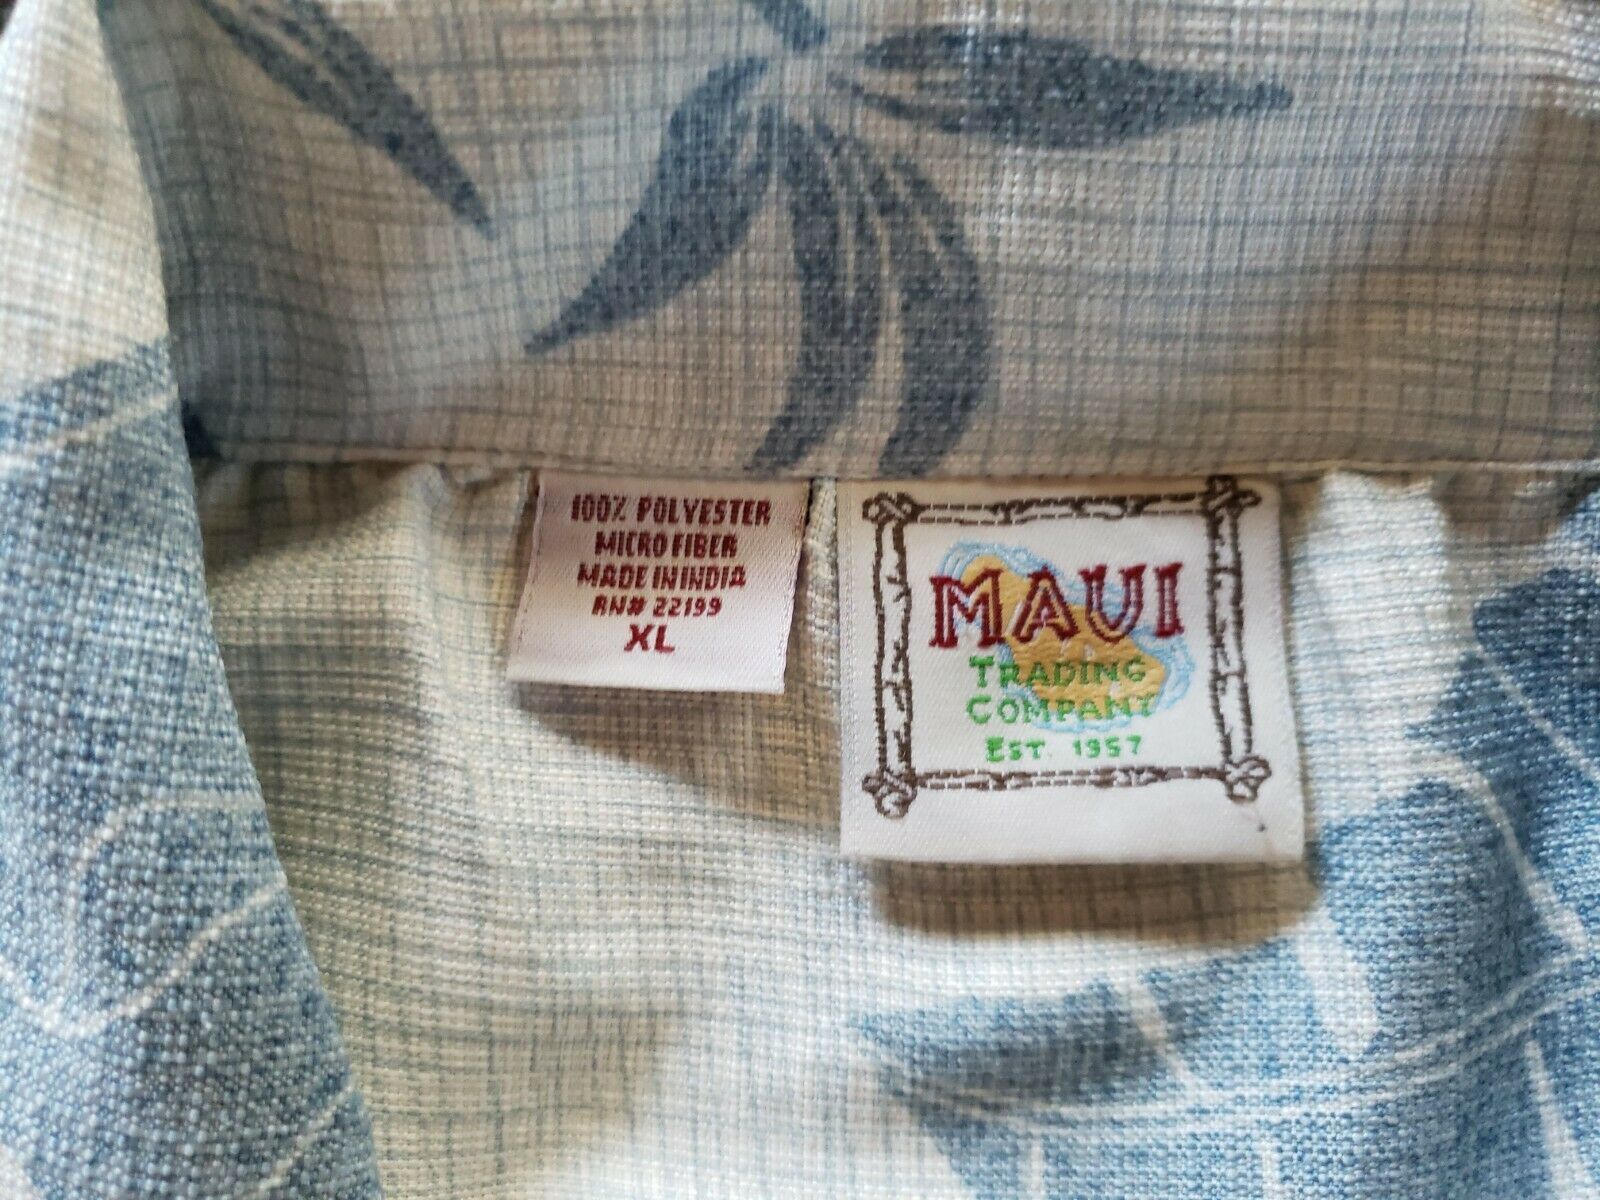 100% POLYESTER
MICRO FIBER
MADE IN INDIA
RN# 22199
XL
MAUI
TRADING
COMPANY
EST. 1957